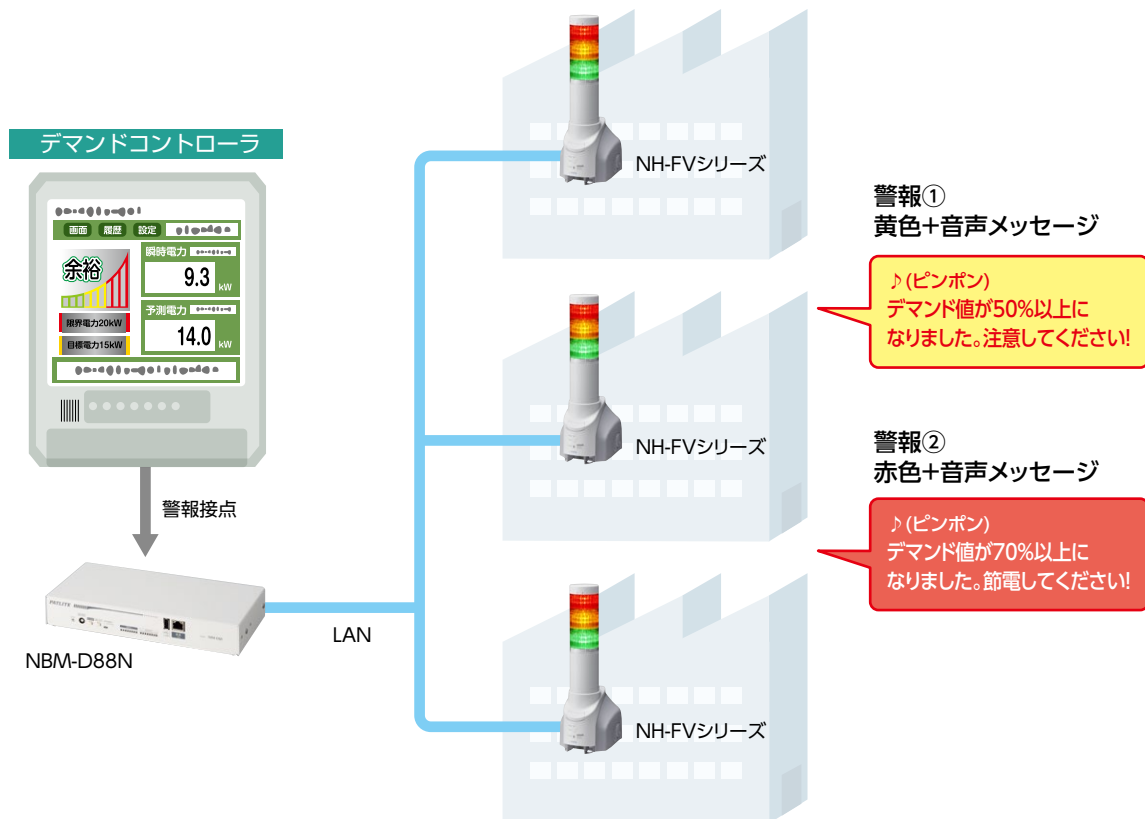 デマンドコントローラ
画面 履歴 設定
余裕
瞬時電力
9.3 kW
限界電力20kW
目標電力15kW
予測電力
14.0 kW
警報接点
PATLITE
NBM-D88N
LAN
NH-FVシリーズ
NH-FVシリーズ
NH-FVシリーズ
警報①
黄色+音声メッセージ
♪(ピンポン)
デマンド値が50%以上に
なりました。注意してください!
警報②
赤色+音声メッセージ
♪(ピンポン)
デマンド値が70%以上に
なりました。節電してください!